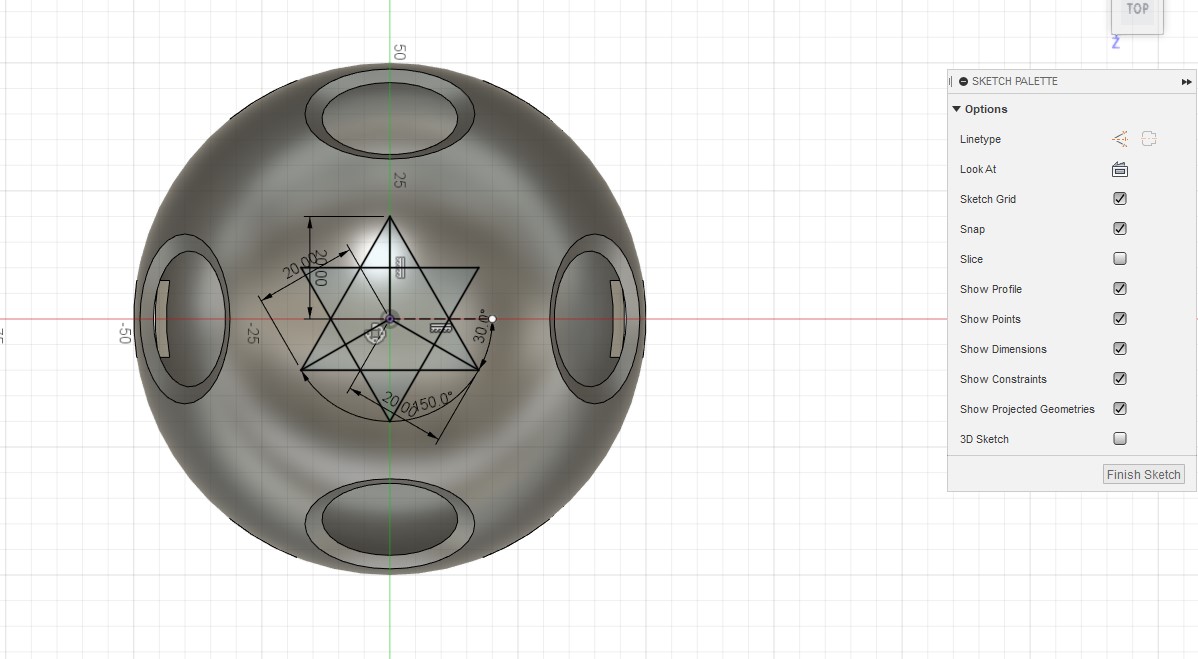 TOP
Z
50
25
-50
-25
20.00
20.00
30.0°
20.00
150.0°
SKETCH PALETTE
Options
Linetype
Look At
Sketch Grid
Snap
Slice
Show Profile
Show Points
Show Dimensions
Show Constraints
Show Projected Geometries
3D Sketch
Finish Sketch